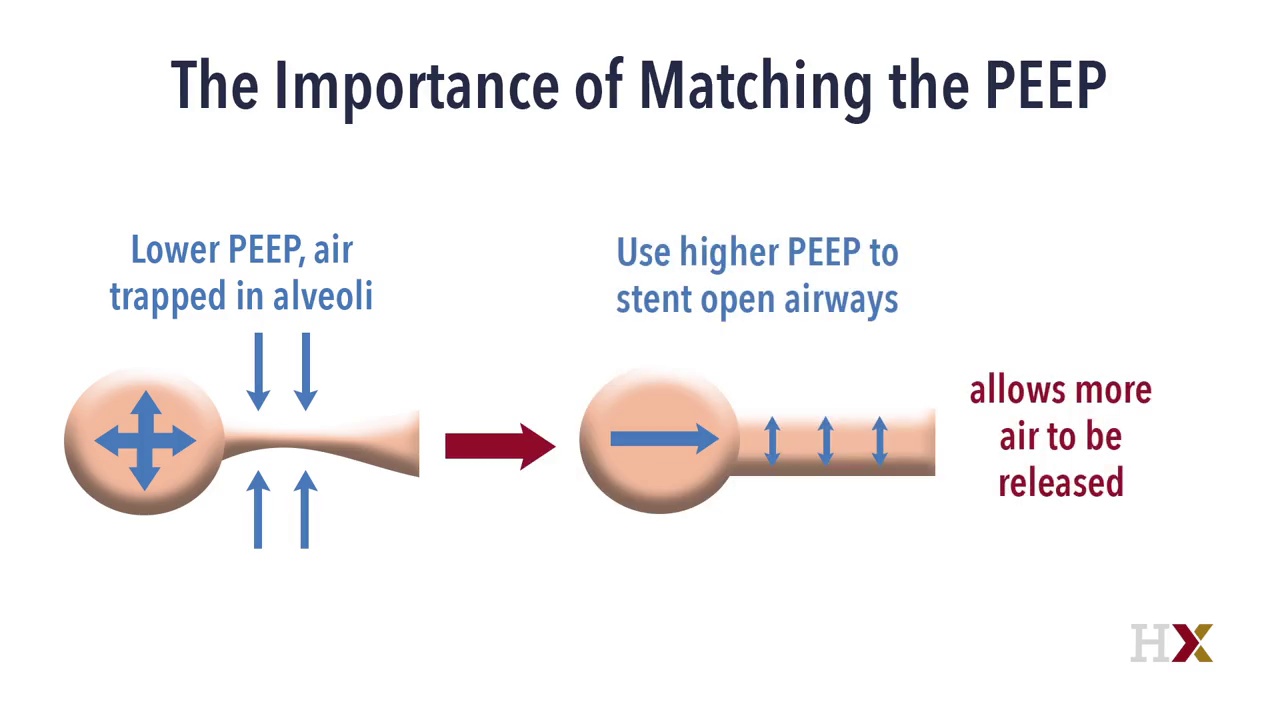 The Importance of Matching the PEEP
Lower PEEP, air
trapped in alveoli
Use higher PEEP to
stent open airways
allows more
air to be
released
HX